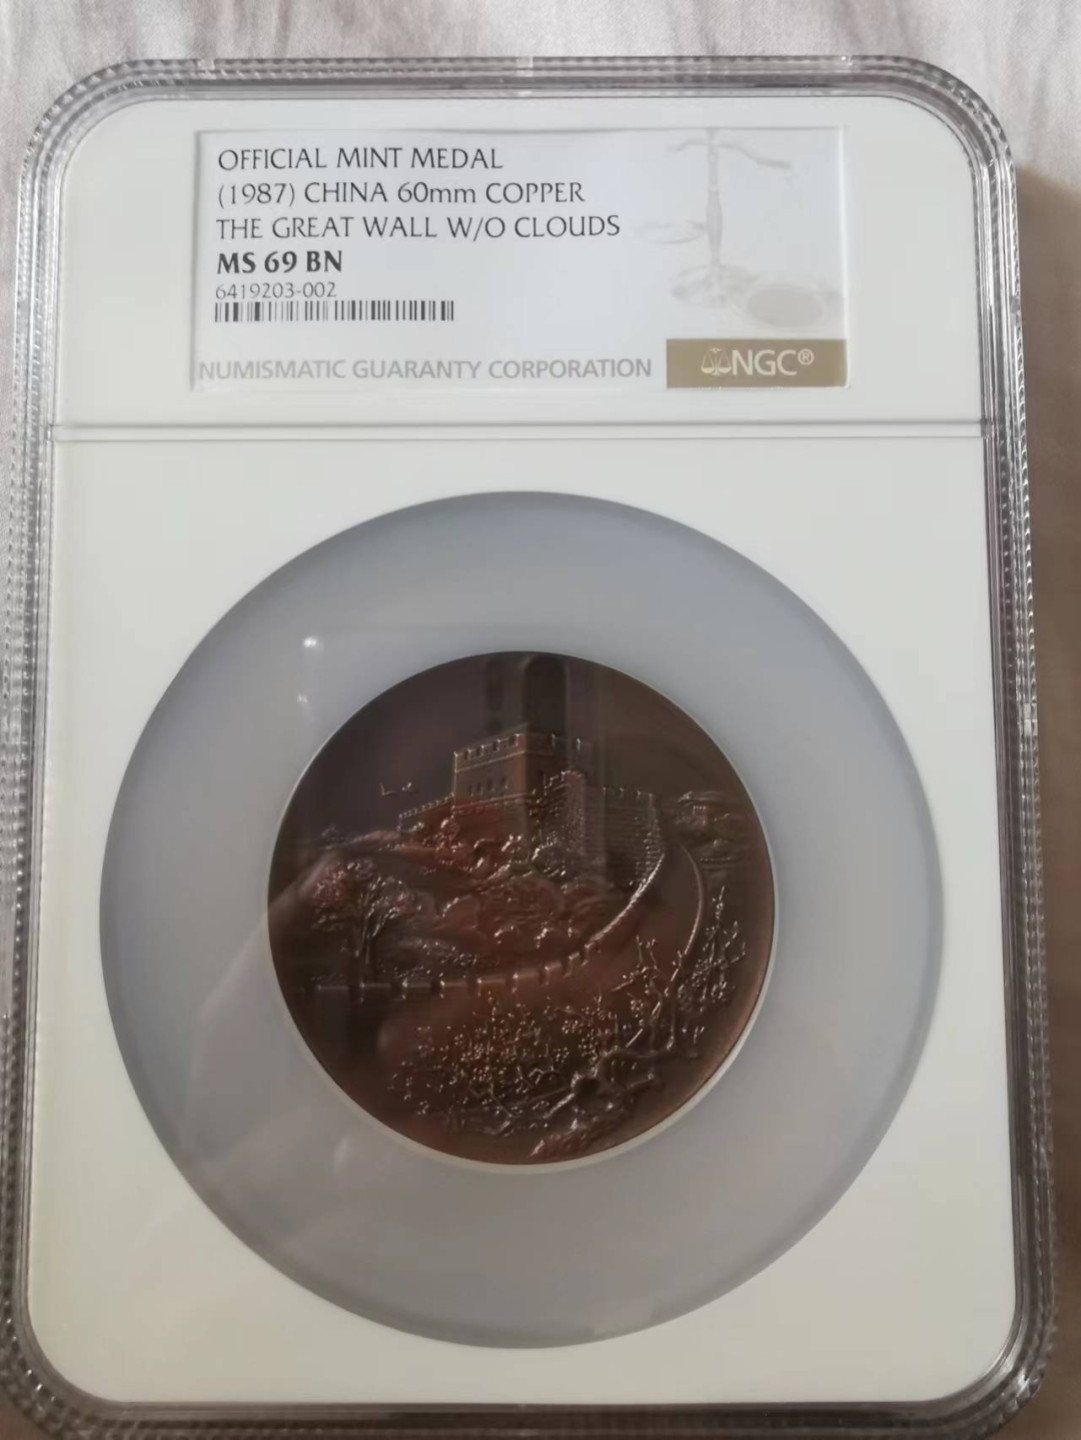 OFFICIAL MINT MEDAL
(1987) CHINA 60mm COPPER
THE GREAT WALL W/O CLOUDS
MS 69 BN
6419203-002
NUMISMATIC GUARANTY CORPORATION NGC®